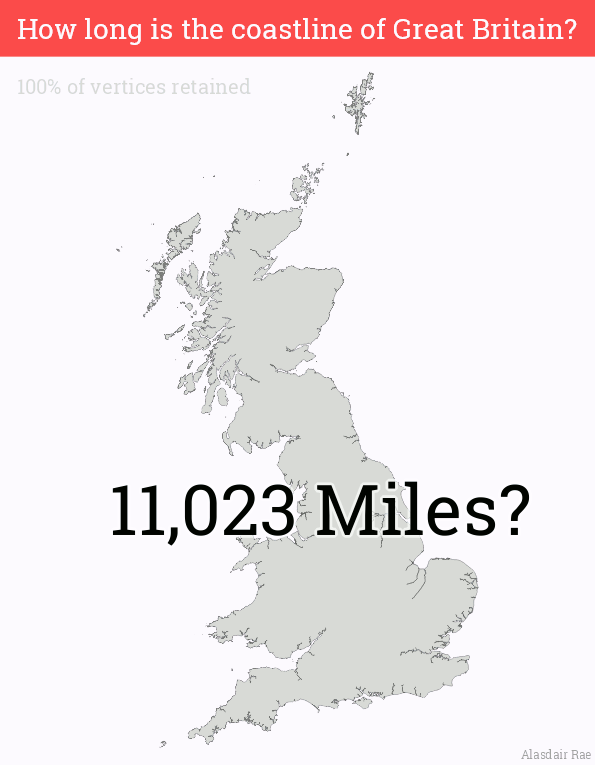 How long is the coastline of Great Britain?
100% of vertices retained
11,023 Miles?
Alasdair Rae